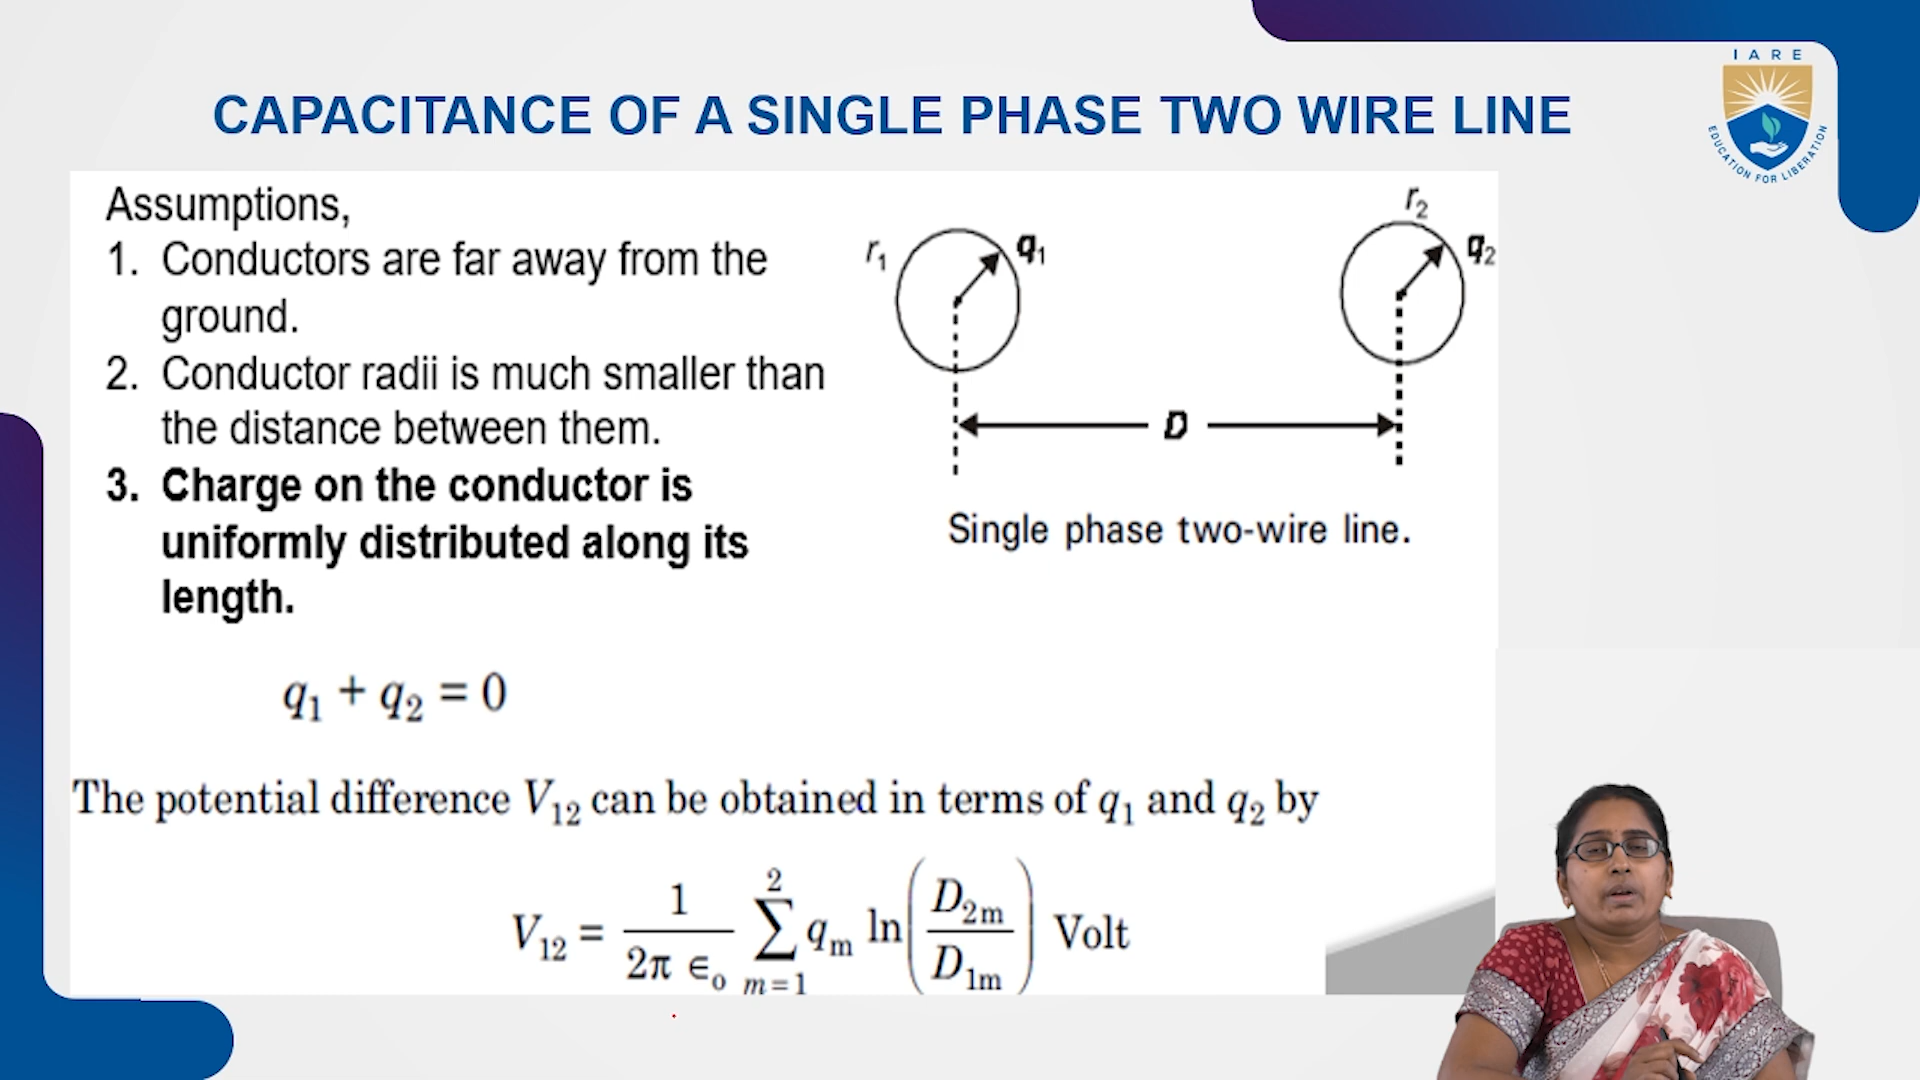 IARE
EDUCATION FOR LIBERATION
CAPACITANCE OF A SINGLE PHASE TWO WIRE LINE
Assumptions,
1. Conductors are far away from the
ground.
2. Conductor radii is much smaller than
the distance between them.
3. Charge on the conductor is
uniformly distributed along its
length.
r₁ q₁
r₂ q₂
D
Single phase two-wire line.
q₁ + q₂ = 0
The potential difference V₁₂ can be obtained in terms of q₁ and q₂ by
V₁₂ = 1/(2π ∈₀) ∑_{m=1}^{2} qₘ ln(D₂ₘ/D₁ₘ) Volt